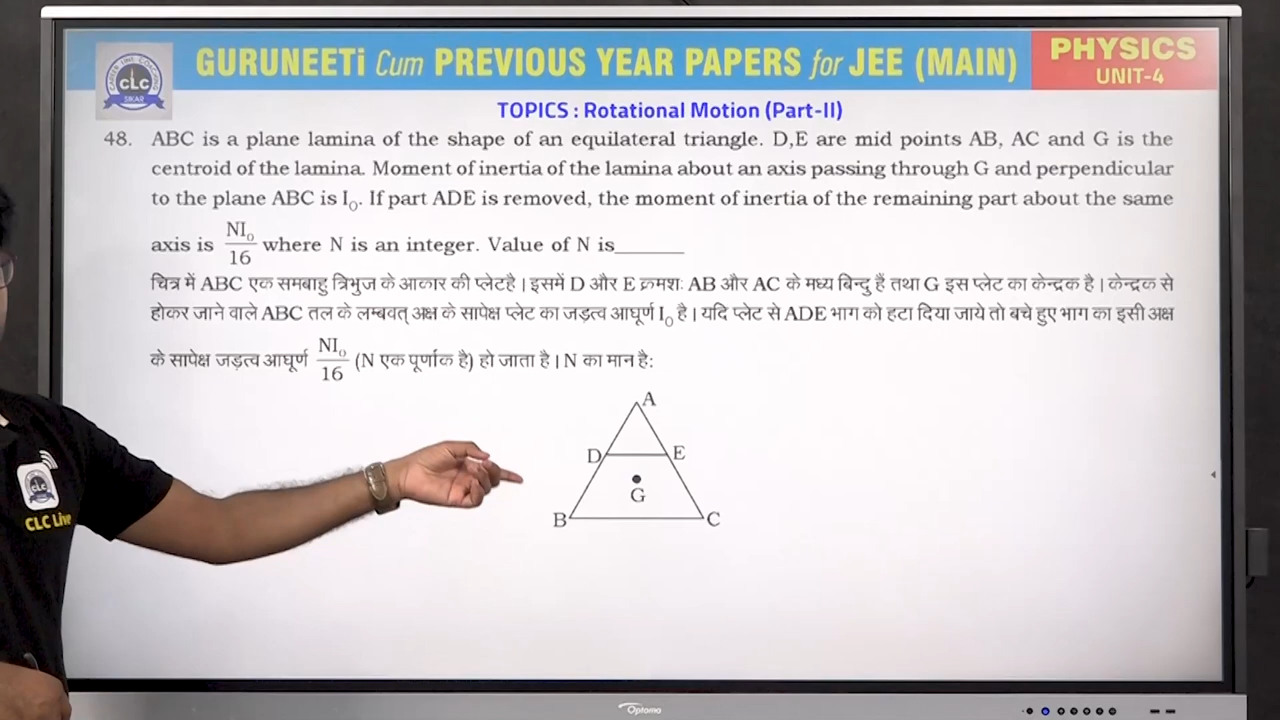 GURUNEETi Cum PREVIOUS YEAR PAPERS for JEE (MAIN)
PHYSICS
UNIT-4
CLC
SIKAR
TOPICS : Rotational Motion (Part-II)
48. ABC is a plane lamina of the shape of an equilateral triangle. D,E are mid points AB, AC and G is the
centroid of the lamina. Moment of inertia of the lamina about an axis passing through G and perpendicular
to the plane ABC is I₀. If part ADE is removed, the moment of inertia of the remaining part about the same
axis is NI₀/16 where N is an integer. Value of N is______
चित्र में ABC एक समबाहु त्रिभुज के आकार की प्लेटहै। इसमें D और E क्रमशः AB और AC के मध्य बिन्दु हैं तथा G इस प्लेट का केन्द्रक है। केन्द्रक से
होकर जाने वाले ABC तल के लम्बवत् अक्ष के सापेक्ष प्लेट का जड़त्व आघूर्ण I₀ है। यदि प्लेट से ADE भाग को हटा दिया जाये तो बचे हुए भाग का इसी अक्ष
के सापेक्ष जड़त्व आघूर्ण NI₀/16 (N एक पूर्णांक है) हो जाता है। N का मान है:
A
D
E
G
B
C
CLC
CLC Live
Optoma